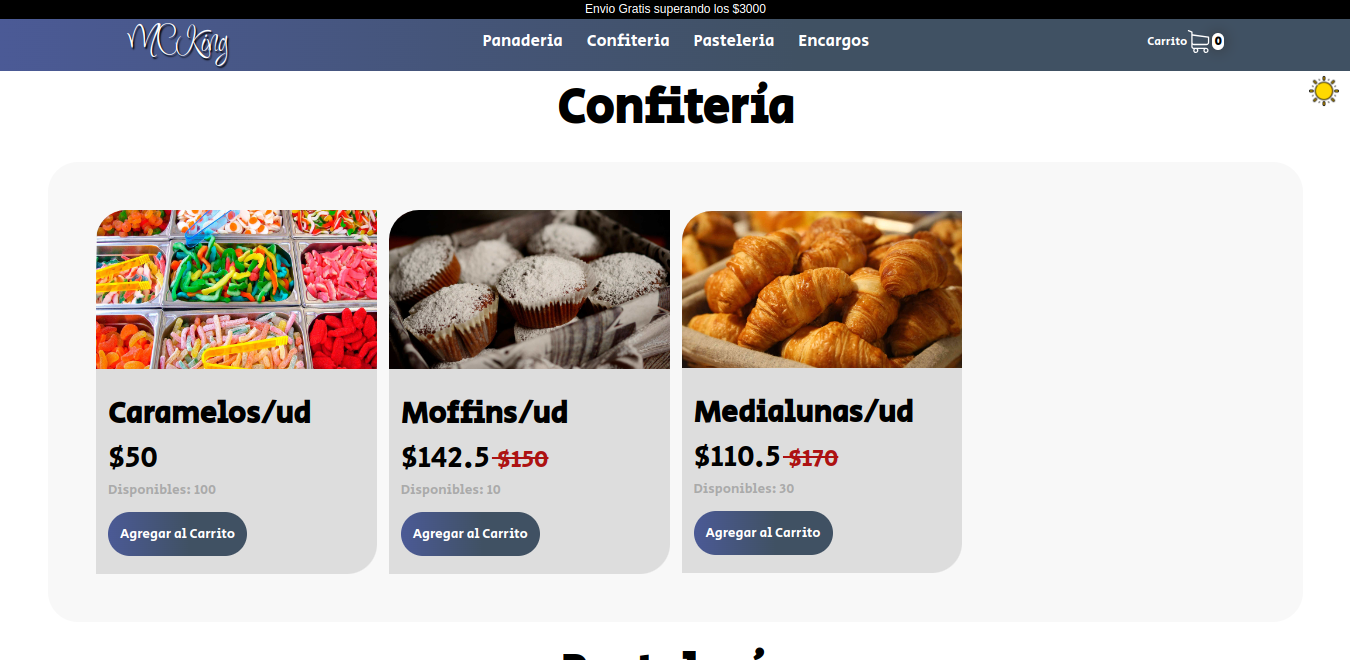 Envio Gratis superando los $3000
MCKing
Panaderia Confiteria Pasteleria Encargos
Carrito 0
Confitería
Caramelos/ud
$50
Disponibles: 100
Agregar al Carrito
Moffins/ud
$142.5 $150
Disponibles: 10
Agregar al Carrito
Medialunas/ud
$110.5 $170
Disponibles: 30
Agregar al Carrito